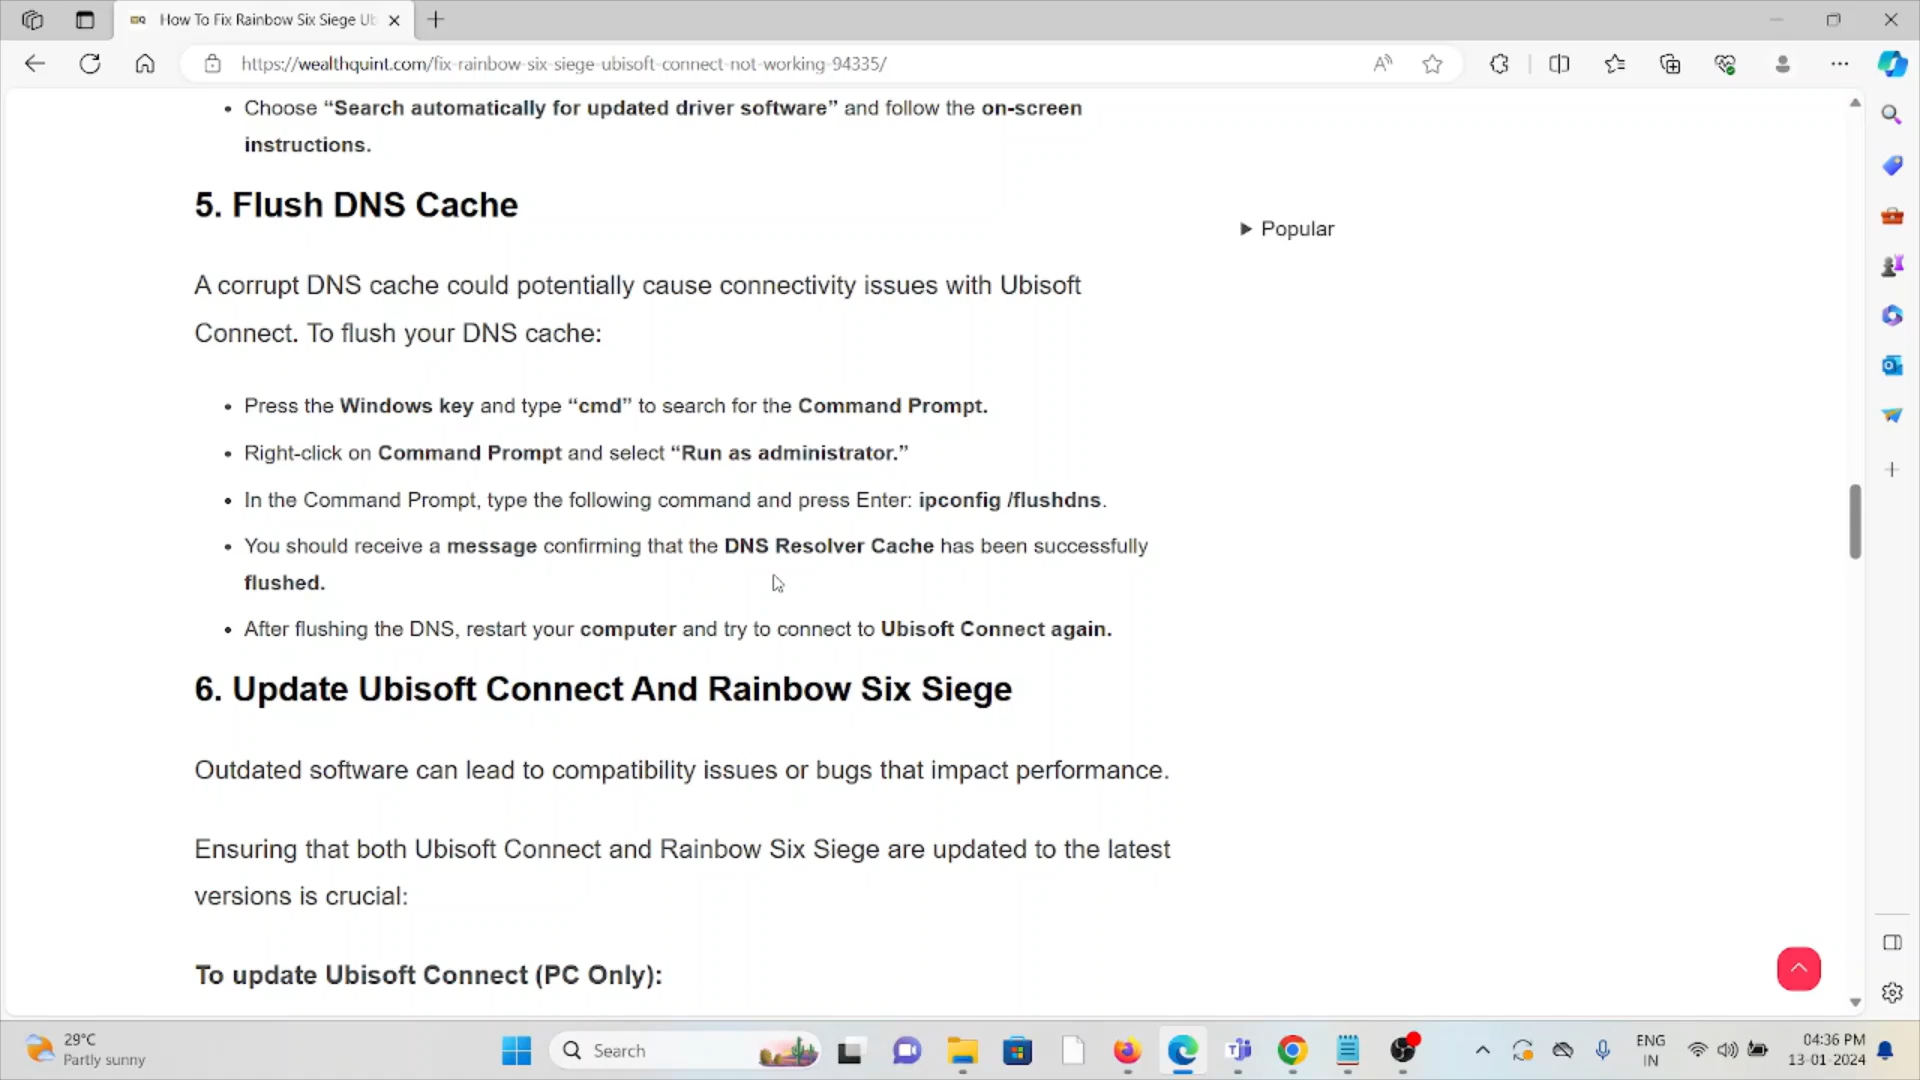 How To Fix Rainbow Six Siege Ub
https://wealthquint.com/fix-rainbow-six-siege-ubisoft-connect-not-working-94335/
• Choose “Search automatically for updated driver software” and follow the on-screen
instructions.
5. Flush DNS Cache
Popular
A corrupt DNS cache could potentially cause connectivity issues with Ubisoft
Connect. To flush your DNS cache:
• Press the Windows key and type “cmd” to search for the Command Prompt.
• Right-click on Command Prompt and select “Run as administrator.”
• In the Command Prompt, type the following command and press Enter: ipconfig /flushdns.
• You should receive a message confirming that the DNS Resolver Cache has been successfully
flushed.
• After flushing the DNS, restart your computer and try to connect to Ubisoft Connect again.
6. Update Ubisoft Connect And Rainbow Six Siege
Outdated software can lead to compatibility issues or bugs that impact performance.
Ensuring that both Ubisoft Connect and Rainbow Six Siege are updated to the latest
versions is crucial:
To update Ubisoft Connect (PC Only):
29°C
Partly sunny
Search
ENG
IN
04:36 PM
13-01-2024